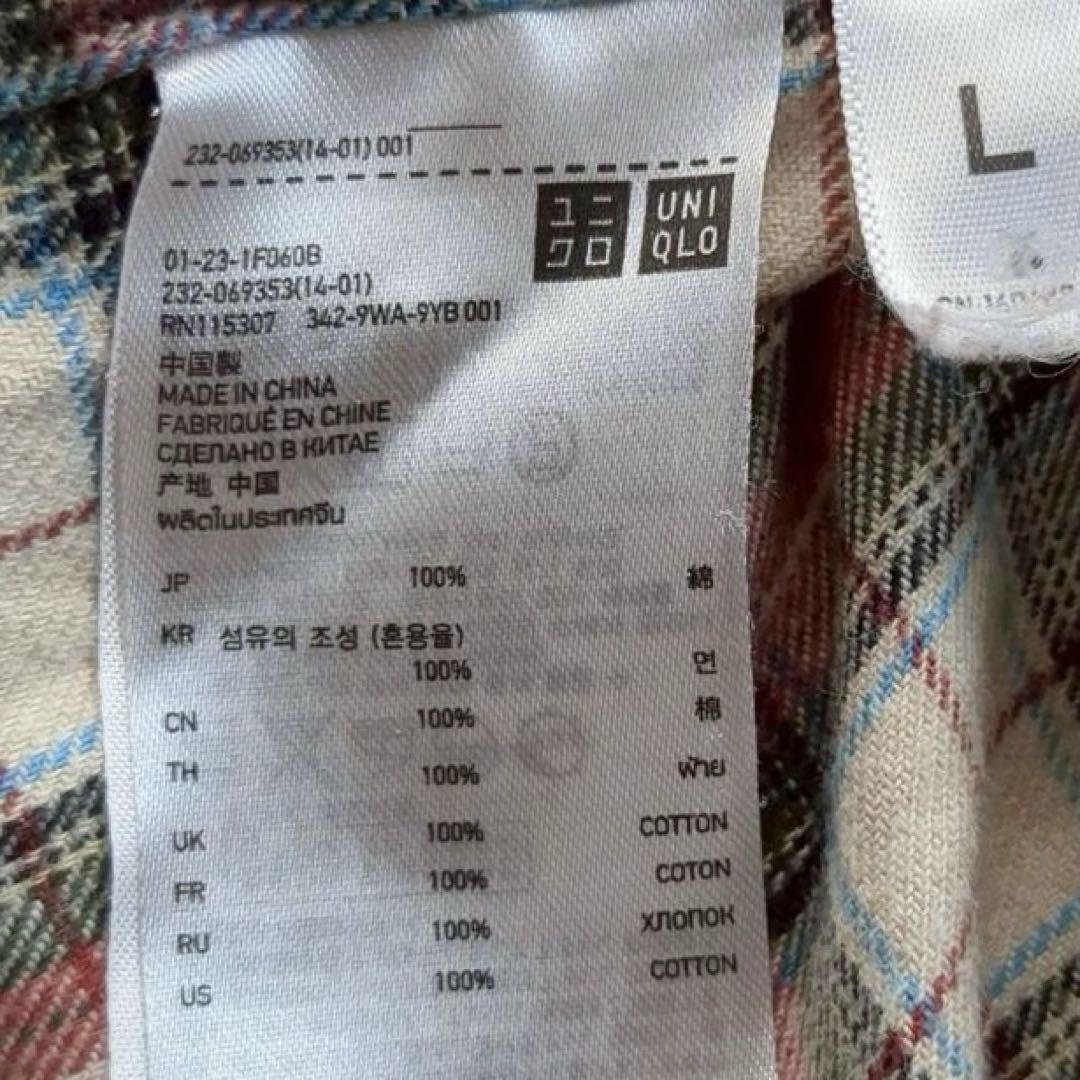 232-069353(14-01) 001
ユニ
クロ
UNI
QLO
L
01-23-1F060B
232-069353(14-01)
RN115307 342-9WA-9YB 001
中国製
MADE IN CHINA
FABRIQUÉ EN CHINE
СДЕЛАНО В КИТАЕ
产地 中国
ผลิตในประเทศจีน
JP 100% 綿
KR 섬유의 조성 (혼용율)
100% 면
CN 100% 棉
TH 100% ฝ้าย
UK 100% COTTON
FR 100% COTON
RU 100% ХЛОПОК
US 100% COTTON